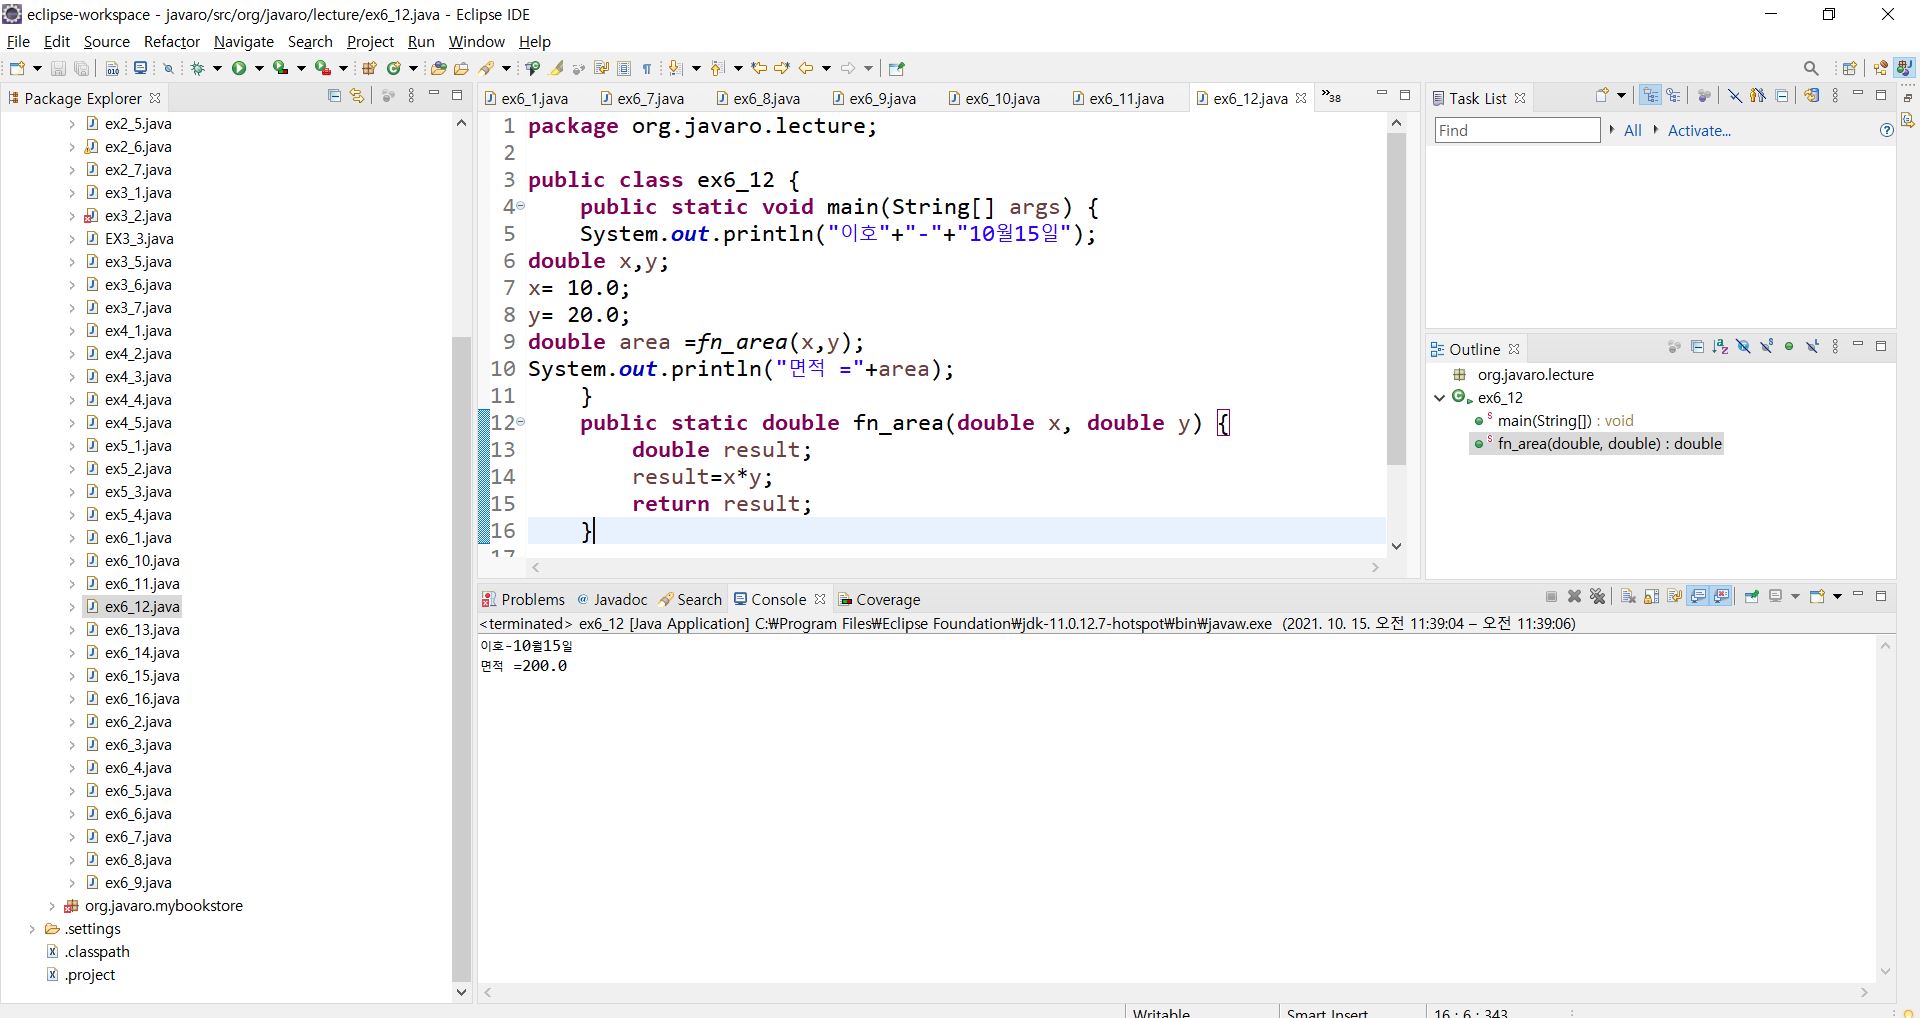 eclipse-workspace - javaro/src/org/javaro/lecture/ex6_12.java - Eclipse IDE
File Edit Source Refactor Navigate Search Project Run Window Help
Package Explorer
ex2_5.java
ex2_6.java
ex2_7.java
ex3_1.java
ex3_2.java
EX3_3.java
ex3_5.java
ex3_6.java
ex3_7.java
ex4_1.java
ex4_2.java
ex4_3.java
ex4_4.java
ex4_5.java
ex5_1.java
ex5_2.java
ex5_3.java
ex5_4.java
ex6_1.java
ex6_10.java
ex6_11.java
ex6_12.java
ex6_13.java
ex6_14.java
ex6_15.java
ex6_16.java
ex6_2.java
ex6_3.java
ex6_4.java
ex6_5.java
ex6_6.java
ex6_7.java
ex6_8.java
ex6_9.java
org.javaro.mybookstore
.settings
.classpath
.project
ex6_1.java ex6_7.java ex6_8.java ex6_9.java ex6_10.java ex6_11.java ex6_12.java »38
1 package org.javaro.lecture;
2
3 public class ex6_12 {
4 public static void main(String[] args) {
5 System.out.println("이호"+"-"+"10월15일");
6 double x,y;
7 x= 10.0;
8 y= 20.0;
9 double area =fn_area(x,y);
10 System.out.println("면적 ="+area);
11 }
12 public static double fn_area(double x, double y) {
13 double result;
14 result=x*y;
15 return result;
16 }
17
Task List
Find All Activate...
Outline
org.javaro.lecture
ex6_12
main(String[]) : void
fn_area(double, double) : double
Problems @ Javadoc Search Console Coverage
<terminated> ex6_12 [Java Application] C:₩Program Files₩Eclipse Foundation₩jdk-11.0.12.7-hotspot₩bin₩javaw.exe (2021. 10. 15. 오전 11:39:04 – 오전 11:39:06)
이호-10월15일
면적 =200.0
Writable Smart Insert 16 : 6 : 343